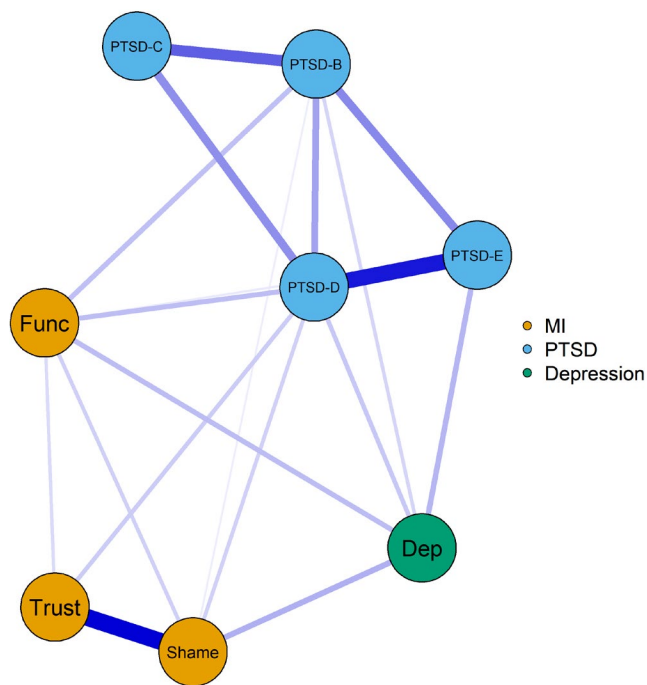 PTSD-C
PTSD-B
PTSD-E
PTSD-D
Func
MI
PTSD
Depression
Dep
Trust
Shame